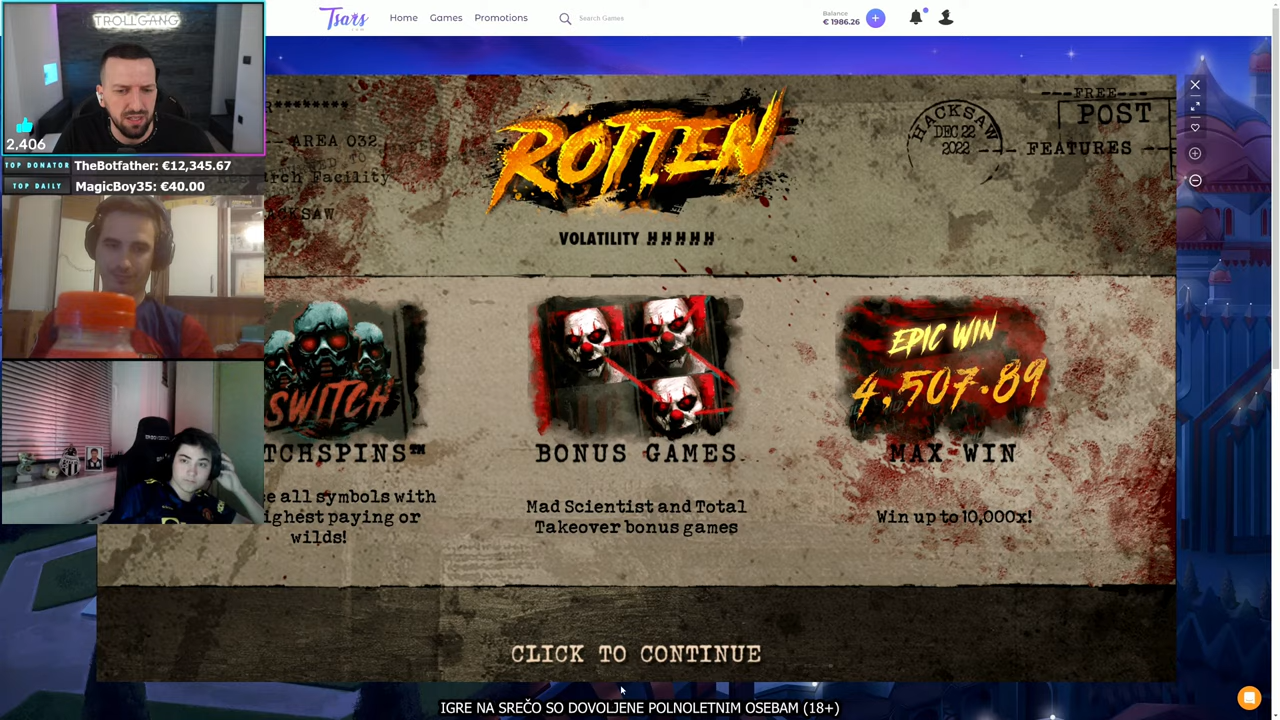 TROLLGANG
2,406
TOP DONATOR TheBotfather: €12,345.67
TOP DAILY MagicBoy35: €40.00
Tsars
Home Games Promotions
Search Games
Balance
€ 1986.26
AREA 032
Facility
ROTTEN
VOLATILITY
HACKSAW
DEC 22
2022
FREE
POST
FEATURES
SWITCH
TCHSPINS™
all symbols with
ighest paying or
wilds!
BONUS GAMES
Mad Scientist and Total
Takeover bonus games
EPIC WIN
4,507.89
MAX WIN
Win up to 10,000x!
CLICK TO CONTINUE
IGRE NA SREČO SO DOVOLJENE POLNOLETNIM OSEBAM (18+)